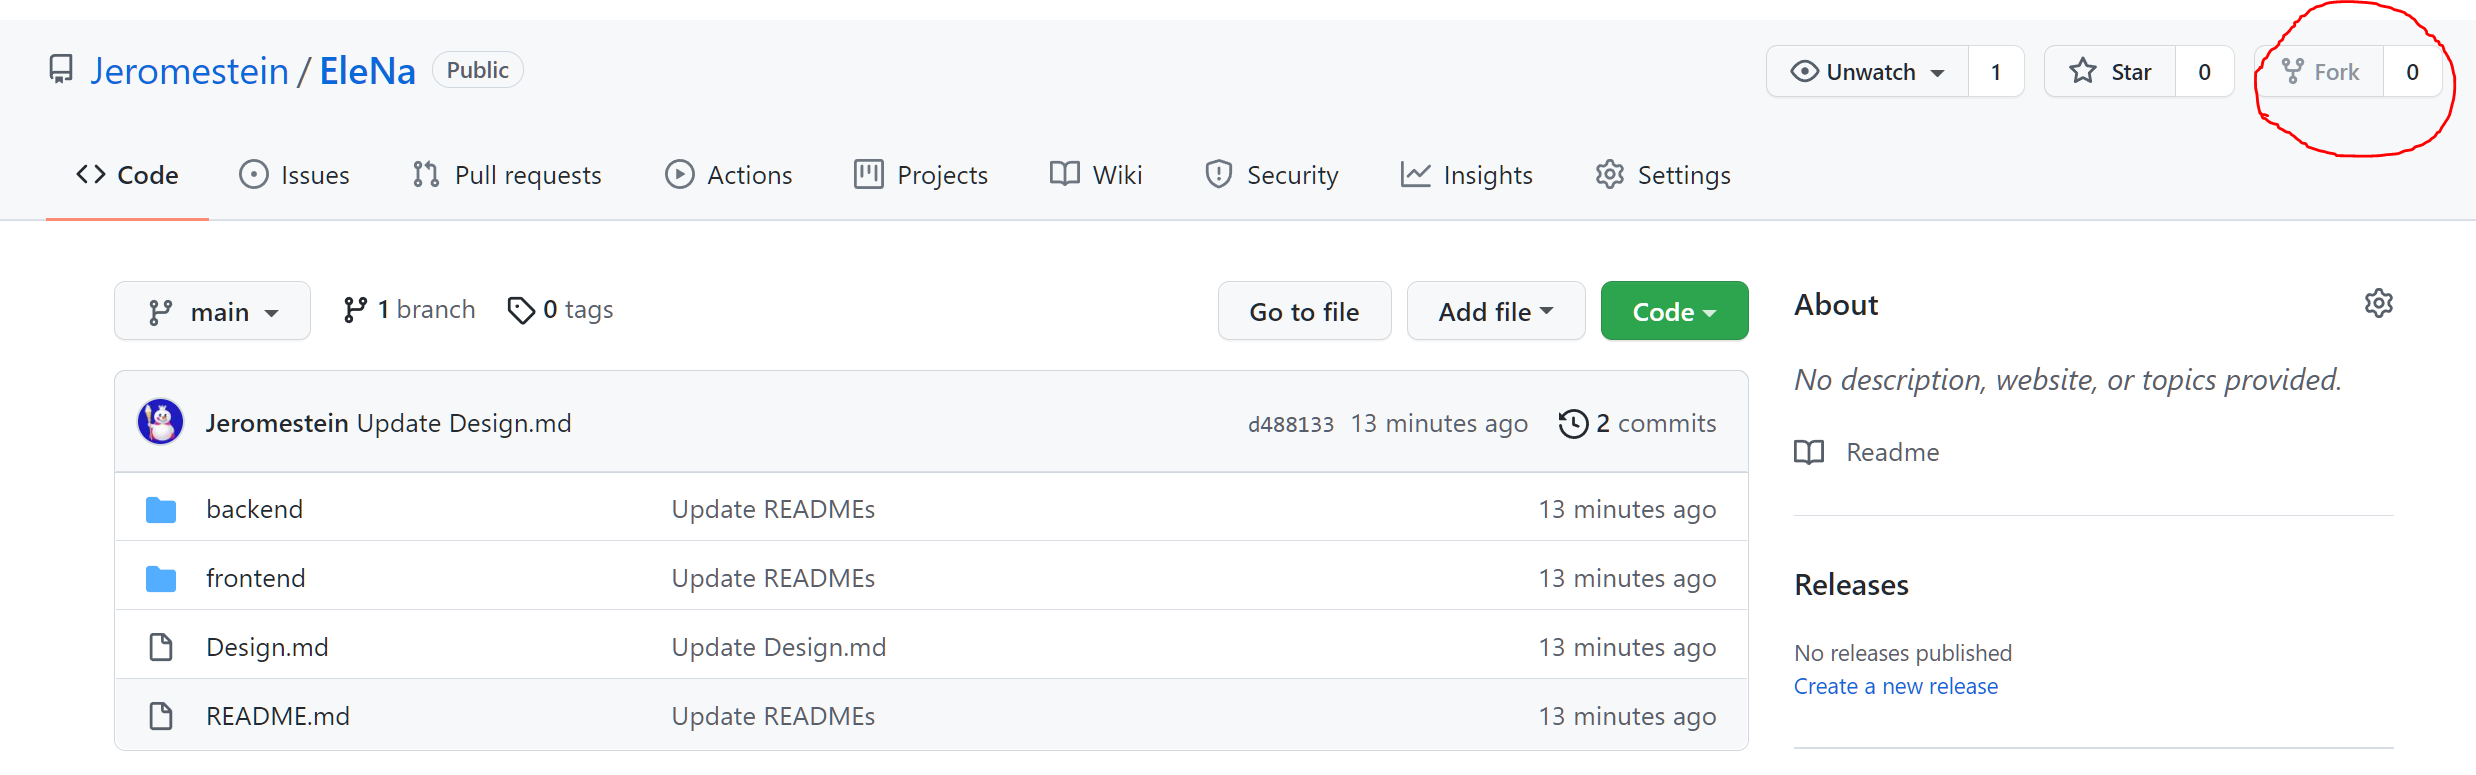 Jeromestein / EleNa Public Unwatch 1 Star 0 Fork 0
Code Issues Pull requests Actions Projects Wiki Security Insights Settings
main 1 branch 0 tags Go to file Add file Code
Jeromestein Update Design.md d488133 13 minutes ago 2 commits
backend Update READMEs 13 minutes ago
frontend Update READMEs 13 minutes ago
Design.md Update Design.md 13 minutes ago
README.md Update READMEs 13 minutes ago
About
No description, website, or topics provided.
Readme
Releases
No releases published
Create a new release